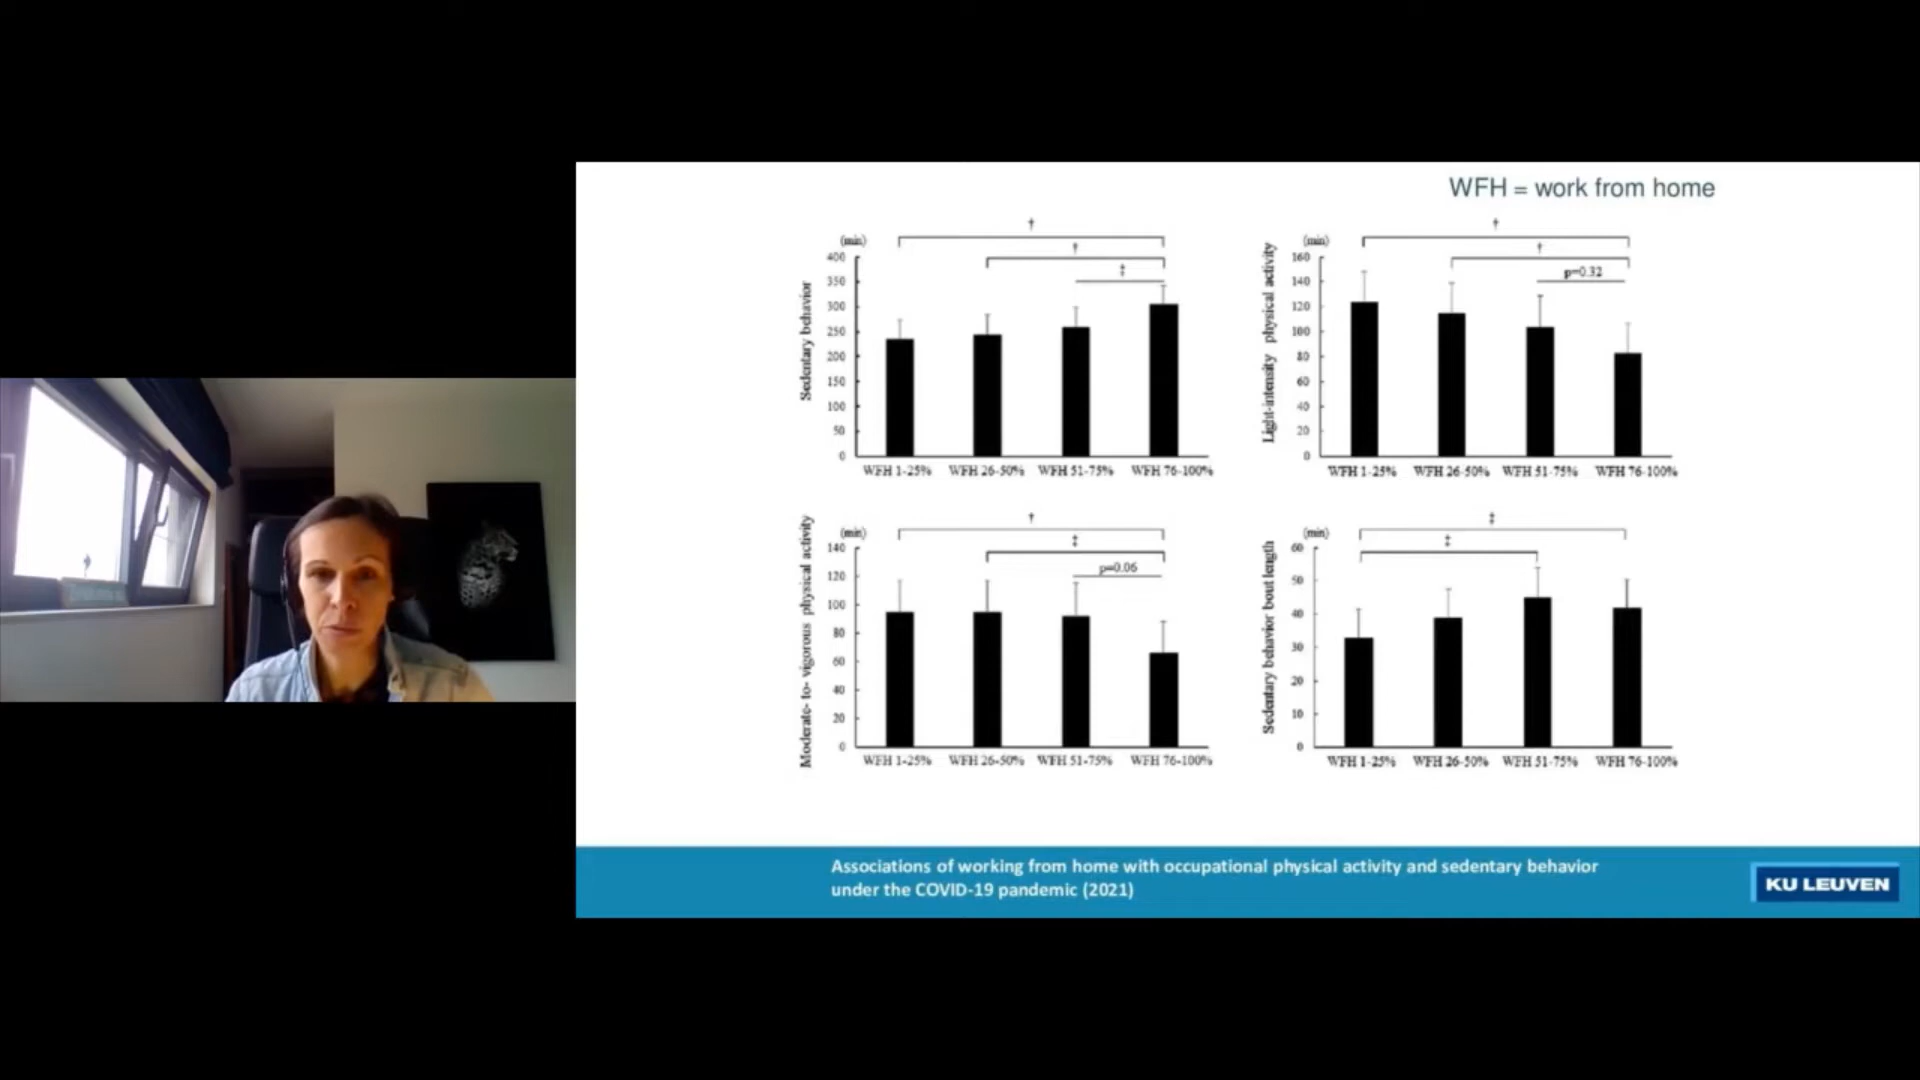 WFH = work from home
†
†
‡
(min)
400
350
300
250
200
150
100
50
0
Sedentary behavior
WFH 1-25% WFH 26-50% WFH 51-75% WFH 76-100%
†
†
p=0.32
(min)
160
140
120
100
80
60
40
20
0
Light-intensity physical activity
WFH 1-25% WFH 26-50% WFH 51-75% WFH 76-100%
†
‡
p=0.06
(min)
140
120
100
80
60
40
20
0
Moderate- to- vigorous physical activity
WFH 1-25% WFH 26-50% WFH 51-75% WFH 76-100%
‡
‡
(min)
60
50
40
30
20
10
0
Sedentary behavior bout length
WFH 1-25% WFH 26-50% WFH 51-75% WFH 76-100%
Associations of working from home with occupational physical activity and sedentary behavior
under the COVID-19 pandemic (2021)
KU LEUVEN